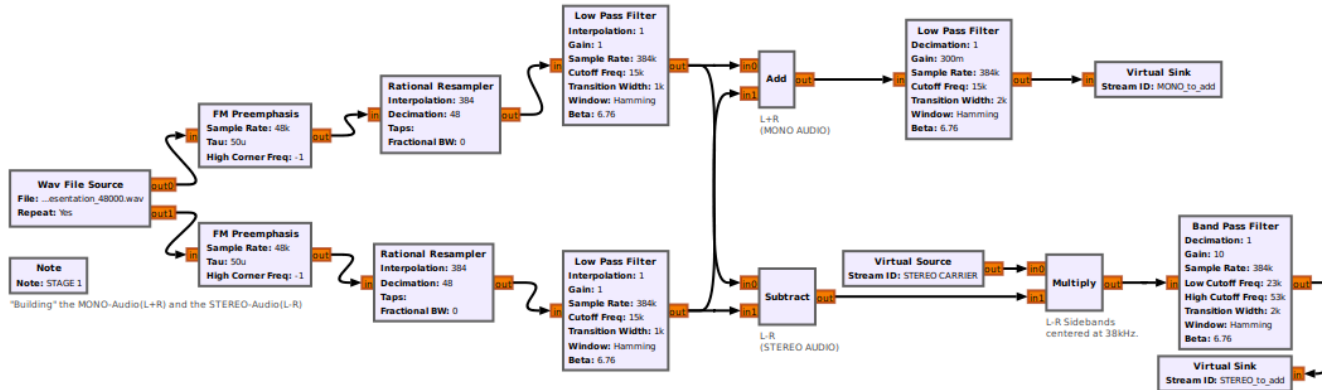 Wav File Source
File: ...esentation_48000.wav
Repeat: Yes
out0
out1
Note
Note: STAGE 1
"Building" the MONO-Audio(L+R) and the STEREO-Audio(L-R)
in
FM Preemphasis
Sample Rate: 48k
Tau: 50u
High Corner Freq: -1
out
in
FM Preemphasis
Sample Rate: 48k
Tau: 50u
High Corner Freq: -1
out
in
Rational Resampler
Interpolation: 384
Decimation: 48
Taps:
Fractional BW: 0
out
in
Rational Resampler
Interpolation: 384
Decimation: 48
Taps:
Fractional BW: 0
out
in
Low Pass Filter
Interpolation: 1
Gain: 1
Sample Rate: 384k
Cutoff Freq: 15k
Transition Width: 1k
Window: Hamming
Beta: 6.76
out
in
Low Pass Filter
Interpolation: 1
Gain: 1
Sample Rate: 384k
Cutoff Freq: 15k
Transition Width: 1k
Window: Hamming
Beta: 6.76
out
in0
in1
Add
out
L+R
(MONO AUDIO)
in
Low Pass Filter
Decimation: 1
Gain: 300m
Sample Rate: 384k
Cutoff Freq: 15k
Transition Width: 2k
Window: Hamming
Beta: 6.76
out
in
Virtual Sink
Stream ID: MONO_to_add
in0
in1
Subtract
out
L-R
(STEREO AUDIO)
Virtual Source
Stream ID: STEREO CARRIER
out
in0
in1
Multiply
out
L-R Sidebands
centered at 38kHz.
in
Band Pass Filter
Decimation: 1
Gain: 10
Sample Rate: 384k
Low Cutoff Freq: 23k
High Cutoff Freq: 53k
Transition Width: 2k
Window: Hamming
Beta: 6.76
out
Virtual Sink
Stream ID: STEREO_to_add
in